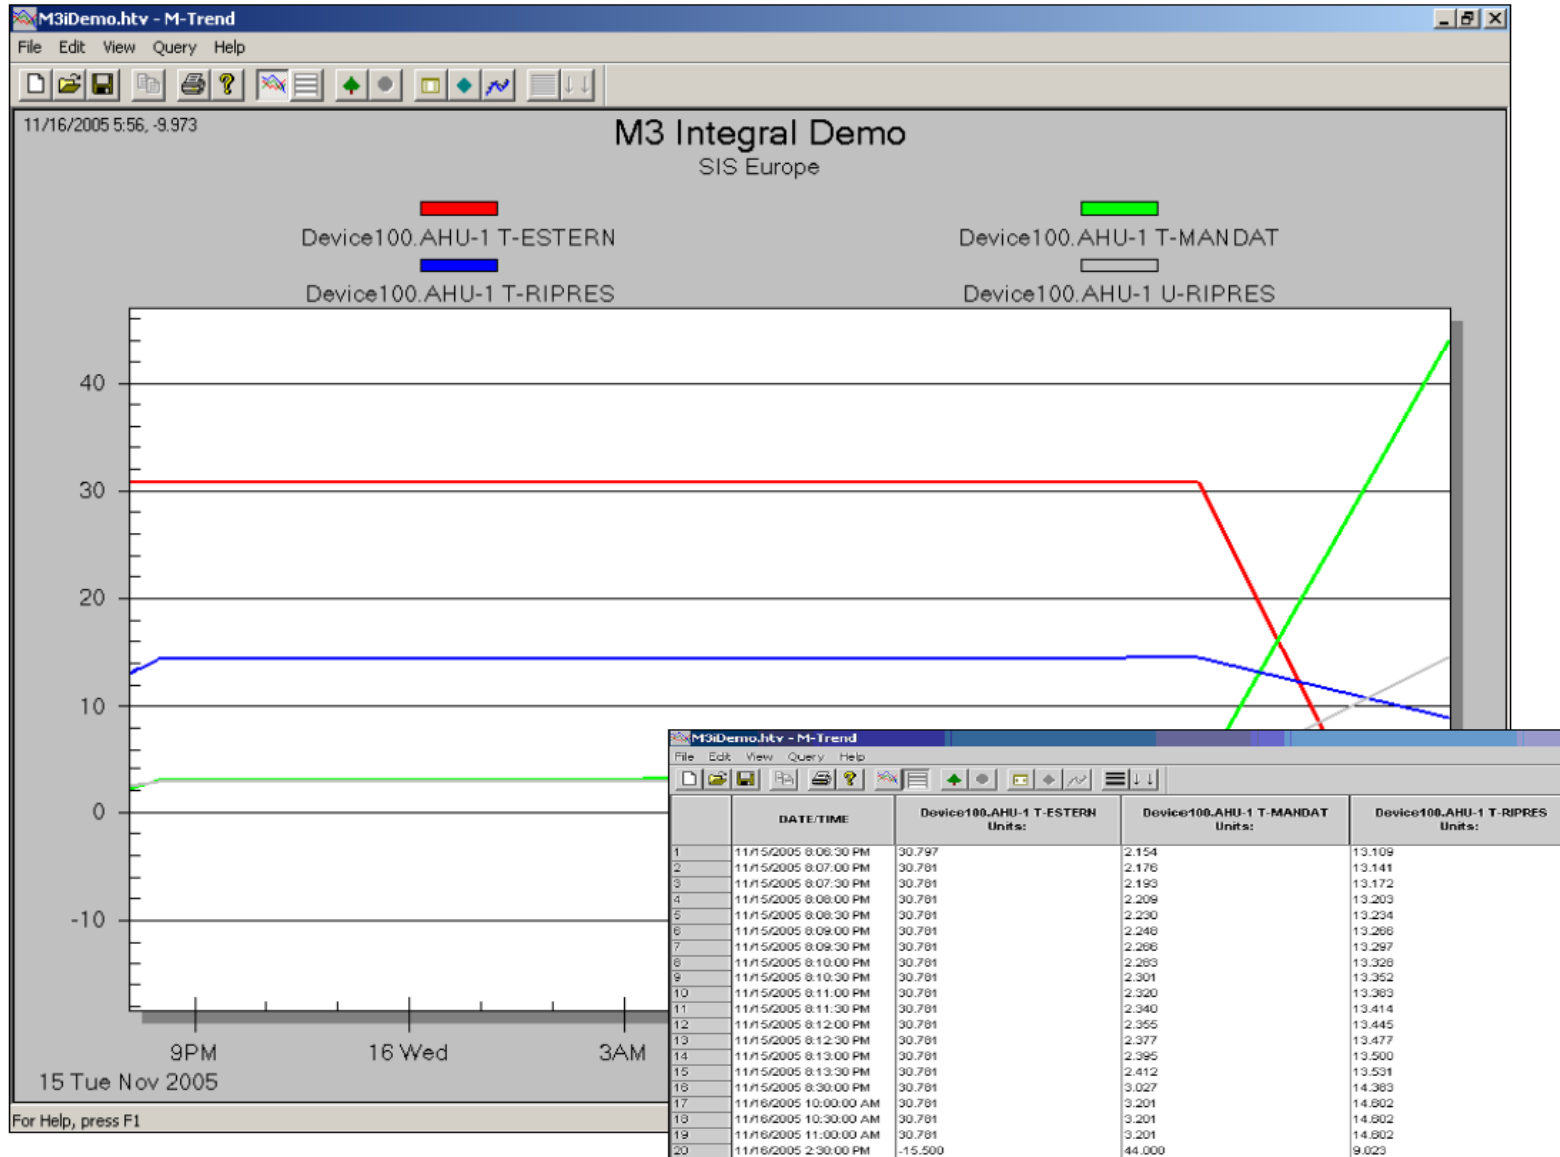 M3iDemo.htv - M-Trend
File Edit View Query Help
11/16/2005 5:56, -9.973
M3 Integral Demo
SIS Europe
Device100.AHU-1 T-ESTERN
Device100.AHU-1 T-MANDAT
Device100.AHU-1 T-RIPRES
Device100.AHU-1 U-RIPRES
40
30
20
10
0
-10
9PM 16 Wed 3AM
15 Tue Nov 2005
For Help, press F1
M3iDemo.htv - M-Trend
File Edit View Query Help
DATE/TIME Device100.AHU-1 T-ESTERN Units: Device100.AHU-1 T-MANDAT Units: Device100.AHU-1 T-RIPRES Units:
1 11/15/2005 8:06:30 PM 30.797 2.154 13.109
2 11/15/2005 8:07:00 PM 30.781 2.176 13.141
3 11/15/2005 8:07:30 PM 30.781 2.193 13.172
4 11/15/2005 8:08:00 PM 30.781 2.209 13.203
5 11/15/2005 8:08:30 PM 30.781 2.230 13.234
6 11/15/2005 8:09:00 PM 30.781 2.248 13.266
7 11/15/2005 8:09:30 PM 30.781 2.266 13.297
8 11/15/2005 8:10:00 PM 30.781 2.283 13.328
9 11/15/2005 8:10:30 PM 30.781 2.301 13.352
10 11/15/2005 8:11:00 PM 30.781 2.320 13.383
11 11/15/2005 8:11:30 PM 30.781 2.340 13.414
12 11/15/2005 8:12:00 PM 30.781 2.355 13.445
13 11/15/2005 8:12:30 PM 30.781 2.377 13.477
14 11/15/2005 8:13:00 PM 30.781 2.395 13.500
15 11/15/2005 8:13:30 PM 30.781 2.412 13.531
16 11/15/2005 8:30:00 PM 30.781 3.027 14.383
17 11/16/2005 10:00:00 AM 30.781 3.201 14.602
18 11/16/2005 10:30:00 AM 30.781 3.201 14.602
19 11/16/2005 11:00:00 AM 30.781 3.201 14.602
20 11/16/2005 2:30:00 PM -15.500 44.000 9.023